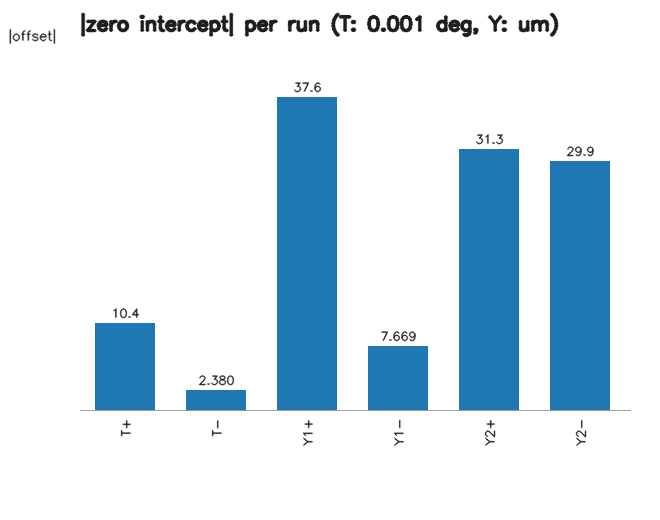 |zero intercept| per run (T: 0.001 deg, Y: um)
|offset|
37.6
31.3
29.9
10.4
7.669
2.380
T+
T-
Y1+
Y1-
Y2+
Y2-